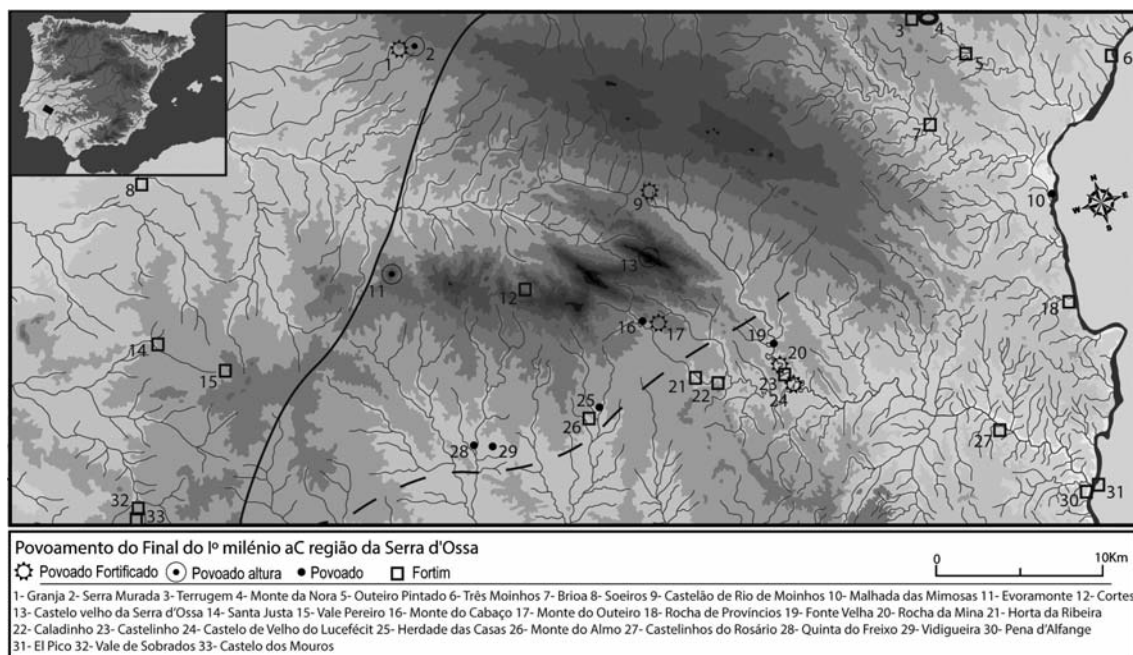 1 2 3 4 5 6
7
8
9 10
N
W E
S
11 12 13
14 15 16 17 18 19
20
21 22 23
24
25
26 27
28 29
30 31
32
33
Povoamento do Final do Iº milénio aC região da Serra d'Ossa
Povoado Fortificado Povoado altura Povoado Fortim
0 10Km
1- Granja 2- Serra Murada 3- Terrugem 4- Monte da Nora 5- Outeiro Pintado 6- Três Moinhos 7- Brioa 8- Soeiros 9- Castelão de Rio de Moinhos 10- Malhada das Mimosas 11- Evoramonte 12- Cortes
13- Castelo velho da Serra d'Ossa 14- Santa Justa 15- Vale Pereiro 16- Monte do Cabaço 17- Monte do Outeiro 18- Rocha de Províncios 19- Fonte Velha 20- Rocha da Mina 21- Horta da Ribeira
22- Caladinho 23- Castelinho 24- Castelo de Velho do Lucefécit 25- Herdade das Casas 26- Monte do Almo 27- Castelinhos do Rosário 28- Quinta do Freixo 29- Vidigueira 30- Pena d'Alfange
31- El Pico 32- Vale de Sobrados 33- Castelo dos Mouros